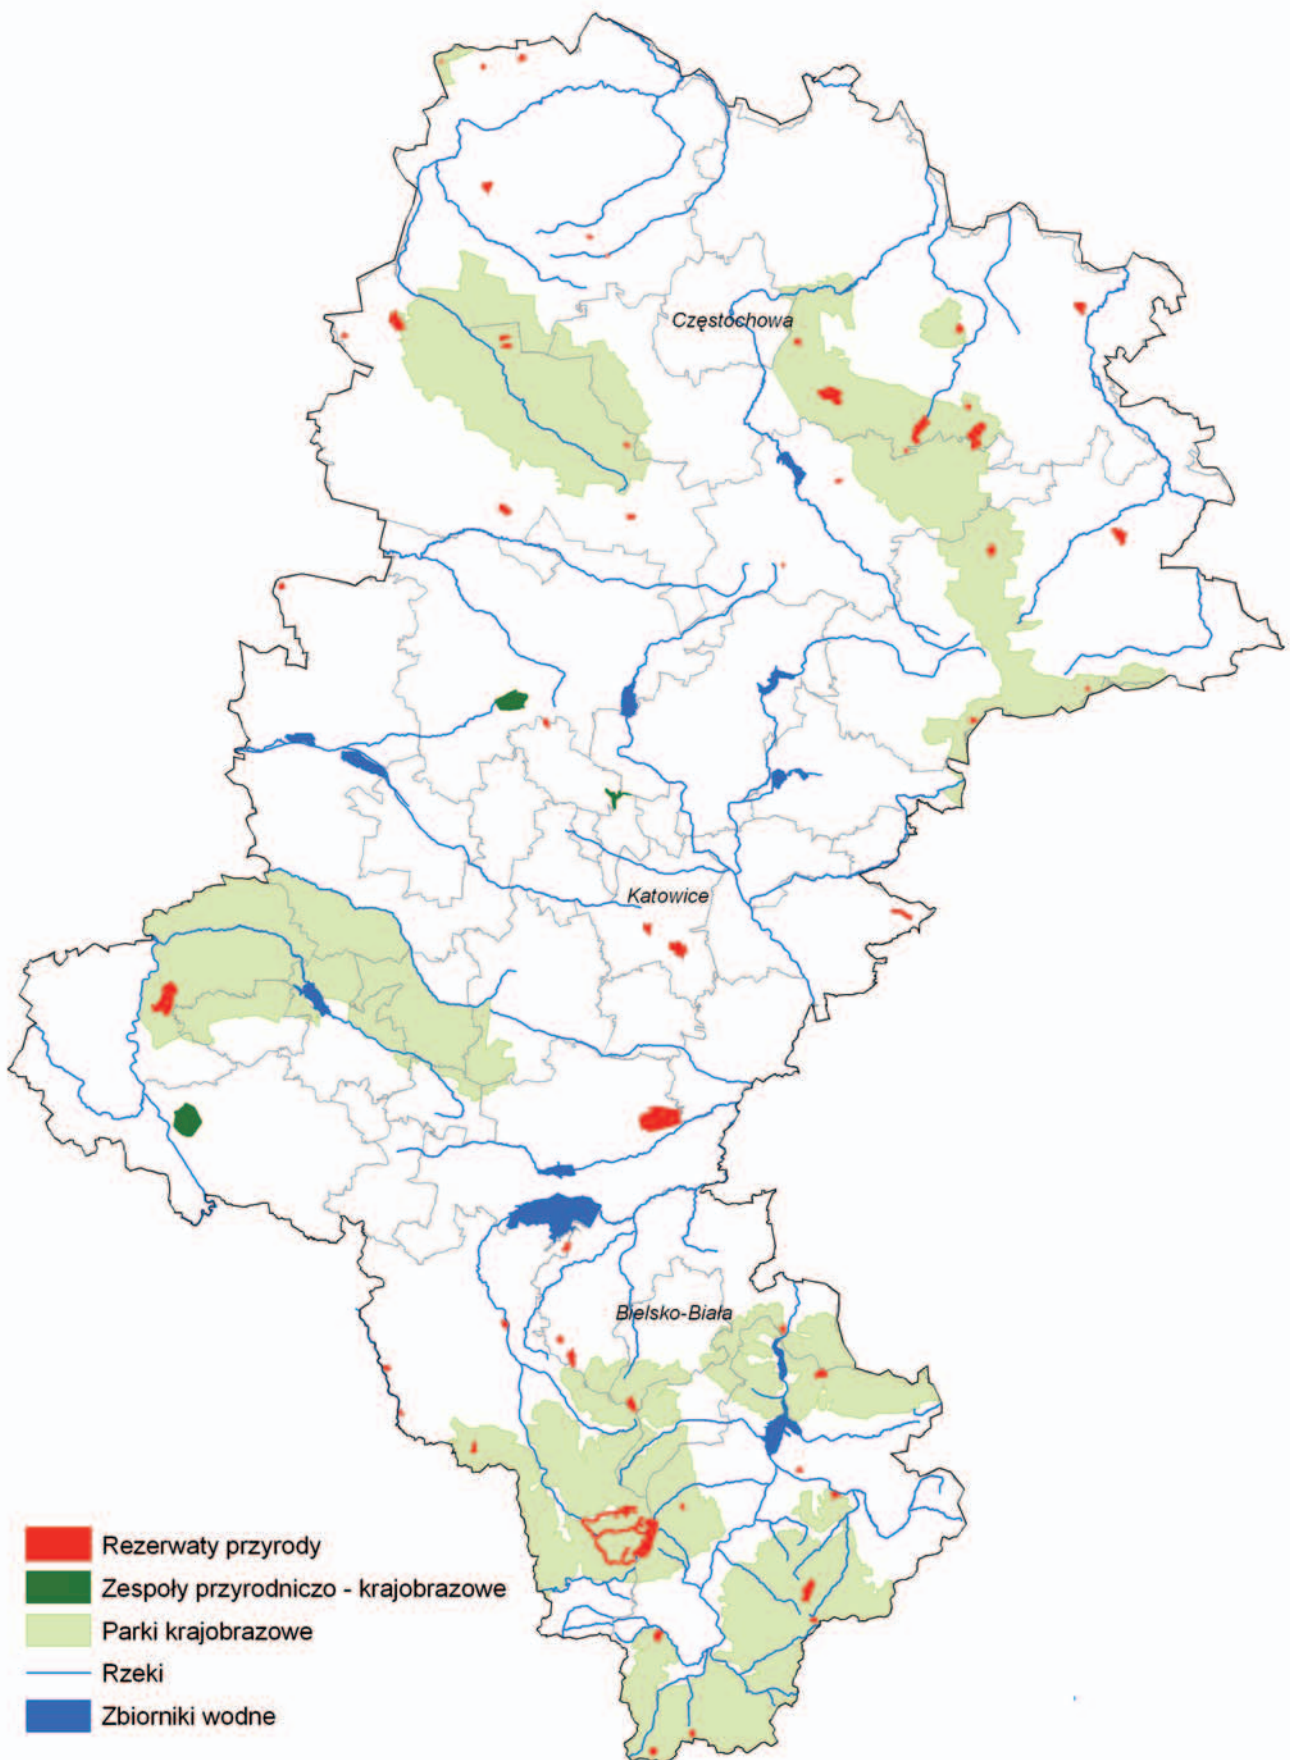 Częstochowa
Katowice
Bielsko-Biała
Rezerwaty przyrody
Zespoły przyrodniczo - krajobrazowe
Parki krajobrazowe
Rzeki
Zbiorniki wodne